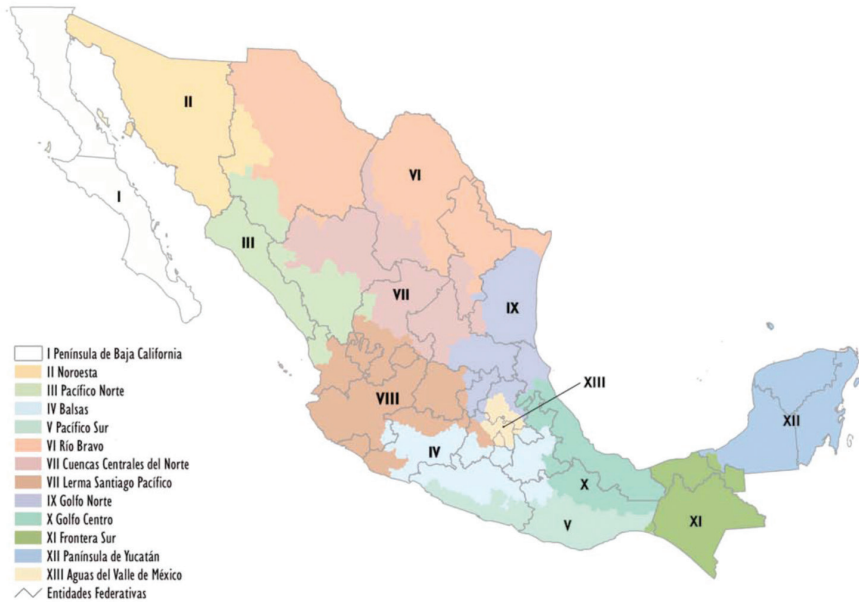 II
VI
I
III
VII
IX
VIII
XIII
IV
XII
X
XI
V
I Península de Baja California
II Noroesta
III Pacífico Norte
IV Balsas
V Pacífico Sur
VI Río Bravo
VII Cuencas Centrales del Norte
VII Lerma Santiago Pacífico
IX Golfo Norte
X Golfo Centro
XI Frontera Sur
XII Panínsula de Yucatán
XIII Aguas del Valle de México
Entidades Federativas